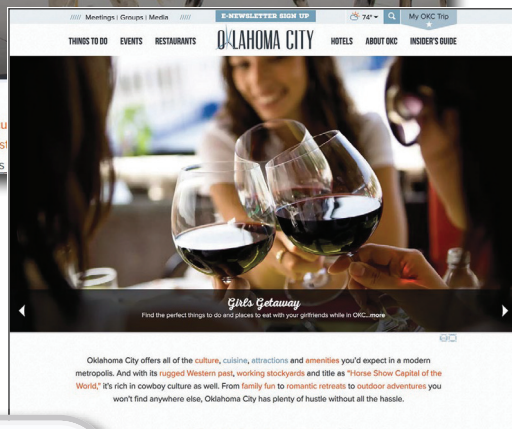 ///// Meetings | Groups | Media /////
E-NEWSLETTER SIGN UP
74°
My OKC Trip
THINGS TO DO EVENTS RESTAURANTS OKLAHOMA CITY HOTELS ABOUT OKC INSIDER'S GUIDE
Girls Getaway
Find the perfect things to do and places to eat with your girlfriends while in OKC...more
Oklahoma City offers all of the culture, cuisine, attractions and amenities you'd expect in a modern
metropolis. And with its rugged Western past, working stockyards and title as "Horse Show Capital of the
World," it's rich in cowboy culture as well. From family fun to romantic retreats to outdoor adventures you
won't find anywhere else, Oklahoma City has plenty of hustle without all the hassle.